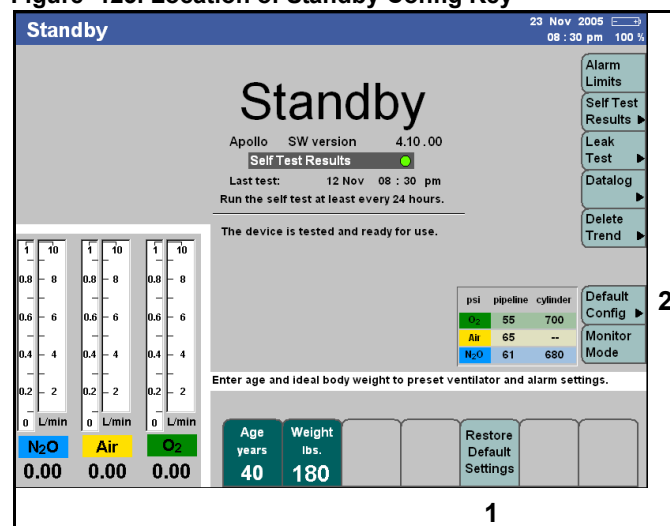 Standby
23 Nov 2005
08 : 30 pm 100 %
Standby
Apollo SW version 4.10.00
Self Test Results
Last test: 12 Nov 08 : 30 pm
Run the self test at least every 24 hours.
The device is tested and ready for use.
Alarm
Limits
Self Test
Results
Leak
Test
Datalog
Delete
Trend
Default
Config
Monitor
Mode
2
psi pipeline cylinder
O2 55 700
Air 65 --
N2O 61 680
1 10 1 10 1 10
0.8 8 0.8 8 0.8 8
0.6 6 0.6 6 0.6 6
0.4 4 0.4 4 0.4 4
0.2 2 0.2 2 0.2 2
0 L/min 0 L/min 0 L/min
N2O Air O2
0.00 0.00 0.00
Enter age and ideal body weight to preset ventilator and alarm settings.
Age
years
40
Weight
lbs.
180
Restore
Default
Settings
1